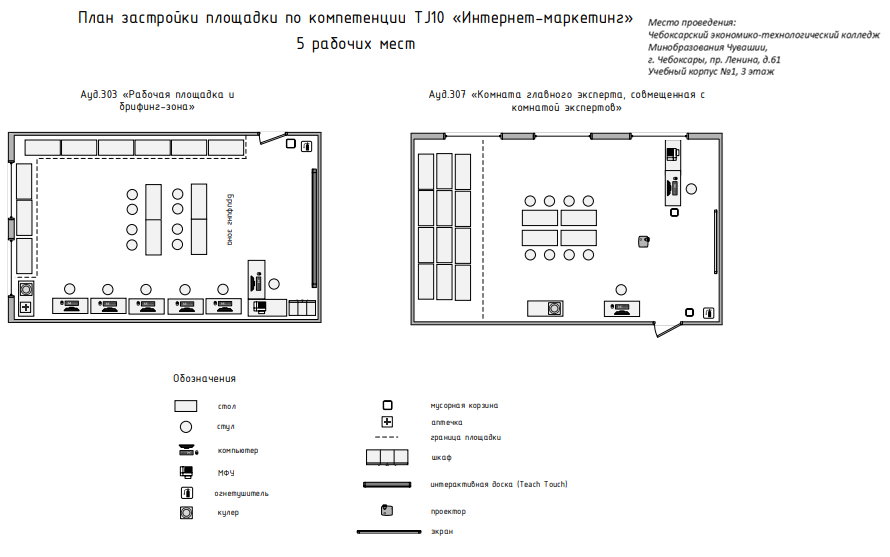 План застройки площадки по компетенции TJ10 «Интернет-маркетинг»
5 рабочих мест
Место проведения:
Чебоксарский экономико-технологический колледж
Минобразования Чувашии,
г. Чебоксары, пр. Ленина, д.61
Учебный корпус №1, 3 этаж
Ауд.303 «Рабочая площадка и
брифинг-зона»
Ауд.307 «Комната главного эксперта, совмещенная с
комнатой экспертов»
Брифинг зона
Обозначения
стол
стул
компьютер
МФУ
огнетушитель
кулер
мусорная корзина
аптечка
граница площадки
шкаф
интерактивная доска (Teach Touch)
проектор
экран